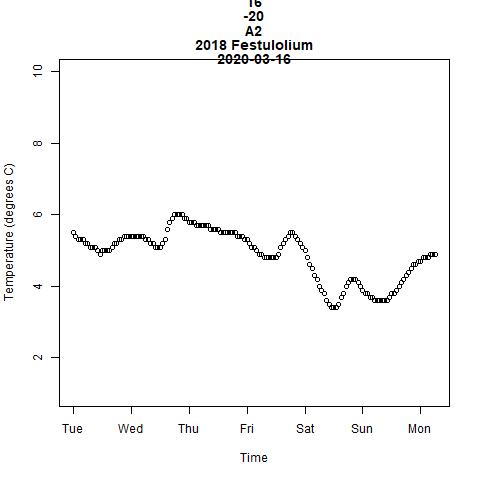 16
-20
A2
2018 Festulolium
2020-03-16
10
8
6
4
2
Temperature (degrees C)
Tue Wed Thu Fri Sat Sun Mon
Time